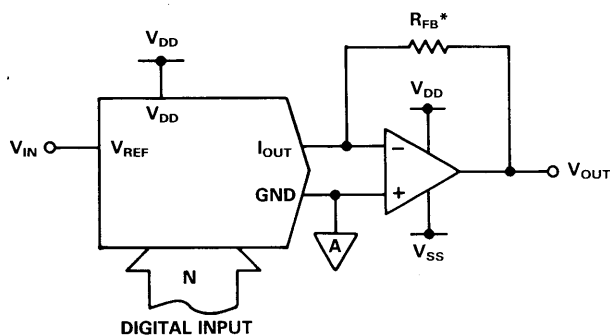 R_FB*
V_DD
V_DD
V_DD
V_IN
V_REF
I_OUT
−
V_OUT
GND
+
A
V_SS
N
DIGITAL INPUT